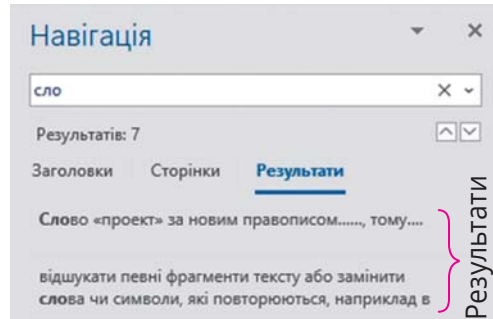 Навігація
сло
Результатів: 7
Заголовки Сторінки Результати
Слово «проект» за новим правописом......, тому....
відшукати певні фрагменти тексту або замінити
слова чи символи, які повторюються, наприклад в
Результати